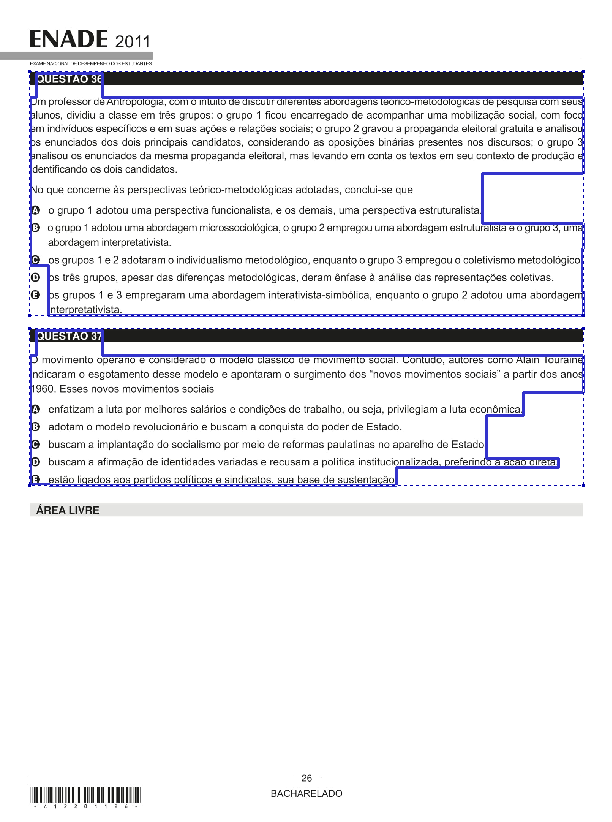 ENADE 2011
EXAME NACIONAL DE DESEMPENHO DOS ESTUDANTES
QUESTÃO 36
Um professor de Antropologia, com o intuito de discutir diferentes abordagens teórico-metodológicas de pesquisa com seus
alunos, dividiu a classe em três grupos: o grupo 1 ficou encarregado de acompanhar uma mobilização social, com foco
em indivíduos específicos e em suas ações e relações sociais; o grupo 2 gravou a propaganda eleitoral gratuita e analisou
os enunciados dos dois principais candidatos, considerando as oposições binárias presentes nos discursos; o grupo 3
analisou os enunciados da mesma propaganda eleitoral, mas levando em conta os textos em seu contexto de produção e
identificando os dois candidatos.
No que concerne às perspectivas teórico-metodológicas adotadas, conclui-se que
A o grupo 1 adotou uma perspectiva funcionalista, e os demais, uma perspectiva estruturalista.
B o grupo 1 adotou uma abordagem microssociológica, o grupo 2 empregou uma abordagem estruturalista e o grupo 3, uma
abordagem interpretativista.
C os grupos 1 e 2 adotaram o individualismo metodológico, enquanto o grupo 3 empregou o coletivismo metodológico.
D os três grupos, apesar das diferenças metodológicas, deram ênfase à análise das representações coletivas.
E os grupos 1 e 3 empregaram uma abordagem interativista-simbólica, enquanto o grupo 2 adotou uma abordagem
interpretativista.
QUESTÃO 37
O movimento operário é considerado o modelo clássico de movimento social. Contudo, autores como Alain Touraine
indicaram o esgotamento desse modelo e apontaram o surgimento dos "novos movimentos sociais" a partir dos anos
1960. Esses novos movimentos sociais
A enfatizam a luta por melhores salários e condições de trabalho, ou seja, privilegiam a luta econômica.
B adotam o modelo revolucionário e buscam a conquista do poder de Estado.
C buscam a implantação do socialismo por meio de reformas paulatinas no aparelho de Estado.
D buscam a afirmação de identidades variadas e recusam a política institucionalizada, preferindo a ação direta.
E estão ligados aos partidos políticos e sindicatos, sua base de sustentação.
ÁREA LIVRE
26
BACHARELADO